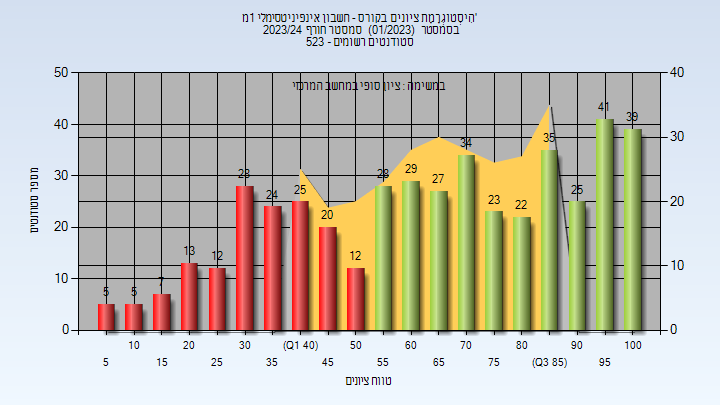 היסטוגרמת ציונים בקורס - חשבון אינפיניטסימלי 1מ'
בסמסטר (01/2023) סמסטר חורף 2023/24
סטודנטים רשומים - 523
במשימה : ציון סופי במחשב המרכזי
מספר סטודנטים
50 40 30 20 10 0
40 30 20 10 0
5 5 7 13 12 28 24 25 20 12 28 29 27 34 23 22 35 25 41 39
10 20 30 (Q1 40) 50 60 70 80 90 100
5 15 25 35 45 55 65 75 (Q3 85) 95
טווח ציונים